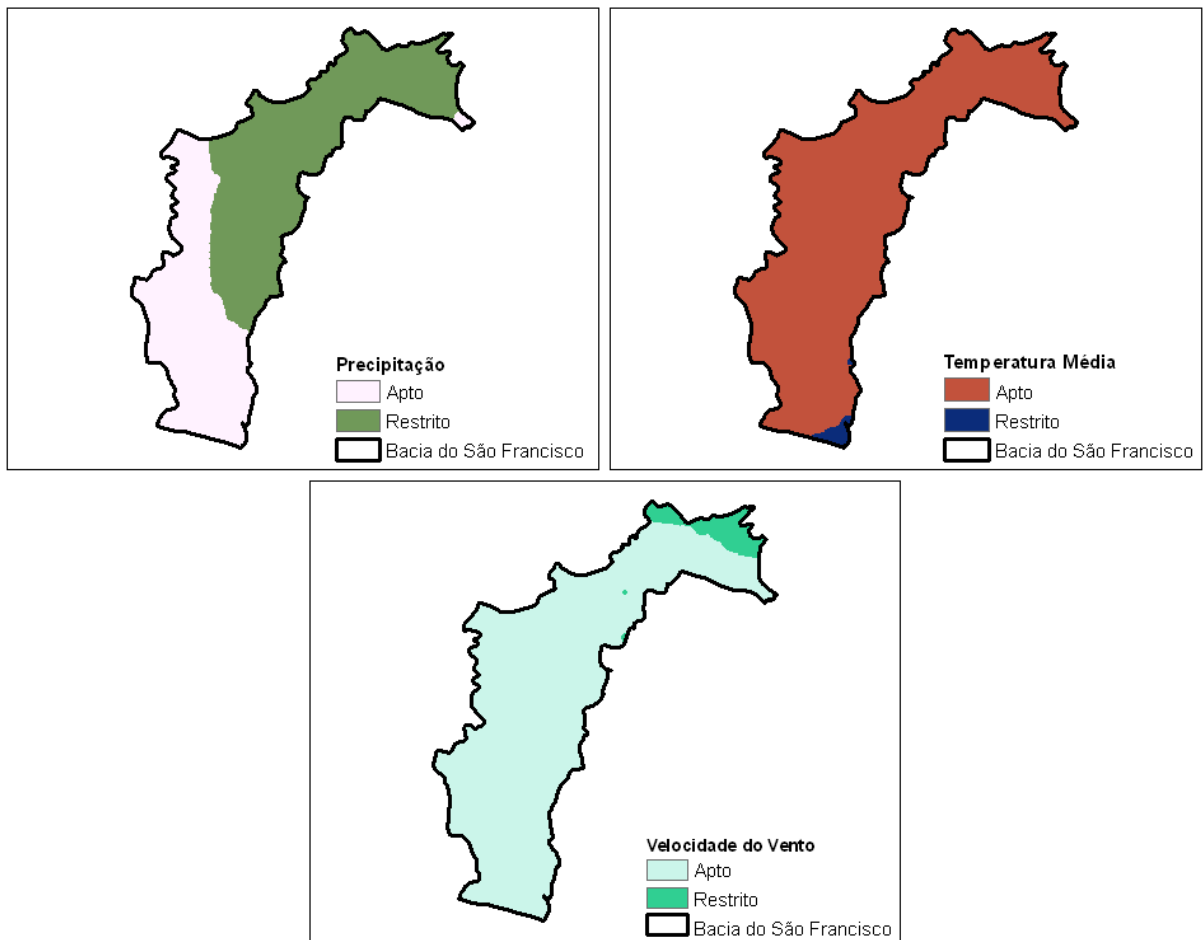 Precipitação
Apto
Restrito
Bacia do São Francisco
Temperatura Média
Apto
Restrito
Bacia do São Francisco
Velocidade do Vento
Apto
Restrito
Bacia do São Francisco